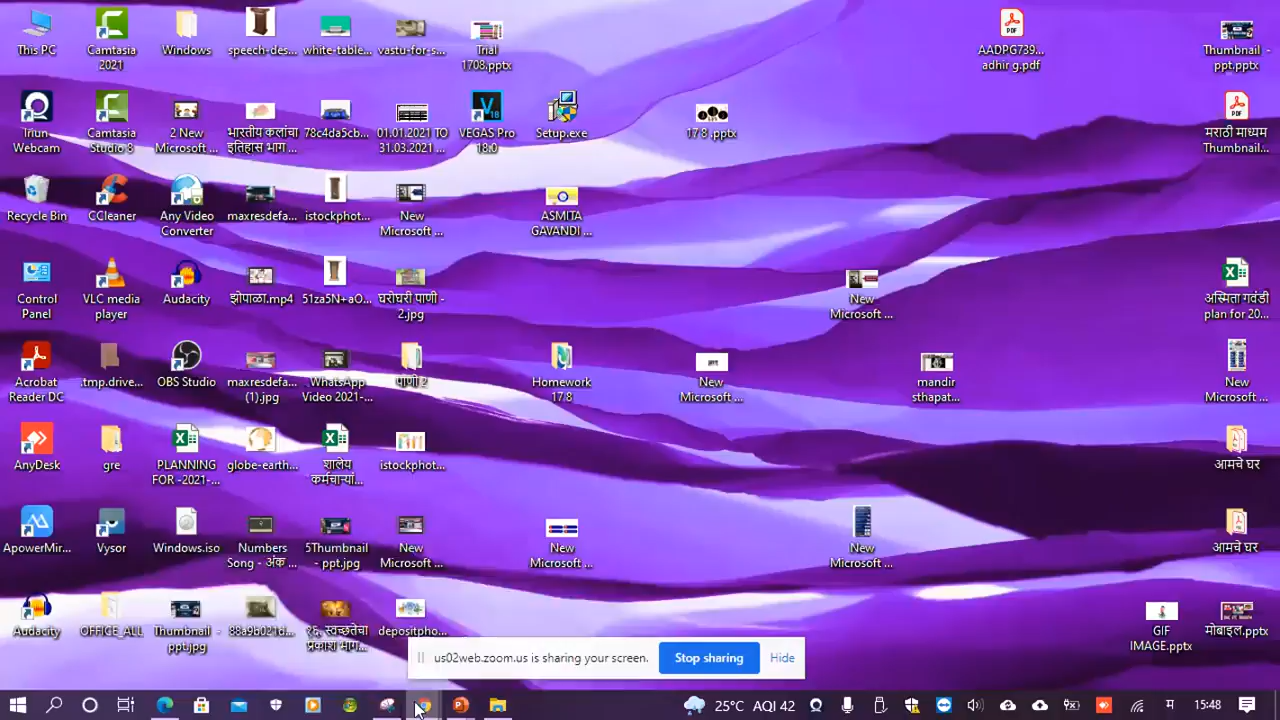 This PC
Camtasia
2021
Windows
speech-des...
white-table...
vastu-for-s...
Trial
1708.pptx
AADPG739...
adhir g.pdf
Thumbnail -
ppt.pptx
Iriun
Webcam
Camtasia
Studio 8
2 New
Microsoft ...
भारतीय कलांचा
इतिहास भाग ...
78c4da5cb...
01.01.2021 TO
31.03.2021 ...
VEGAS Pro
18.0
Setup.exe
17 8 .pptx
मराठी माध्यम
Thumbnail...
Recycle Bin
CCleaner
Any Video
Converter
maxresdefa...
istockphot...
New
Microsoft ...
ASMITA
GAVANDI ...
Control
Panel
VLC media
player
Audacity
झोपाळा.mp4
51za5N+aO...
घरोघरी पाणी -
2.jpg
New
Microsoft ...
अस्मिता गवंडी
plan for 20...
Acrobat
Reader DC
.tmp.drive...
OBS Studio
maxresdefa...
(1).jpg
WhatsApp
Video 2021-...
पाणी 2
Homework
17.8
New
Microsoft ...
mandir
sthapat...
New
Microsoft ...
AnyDesk
gre
PLANNING
FOR -2021-...
globe-earth...
शालेय
कर्मचाऱ्यां...
istockphot...
आमचे घर
ApowerMir...
Vysor
Windows.iso
Numbers
Song - अंक ...
5Thumbnail
- ppt.jpg
New
Microsoft ...
New
Microsoft ...
New
Microsoft ...
आमचे घर
Audacity
OFFICE_ALL
Thumbnail -
ppt.jpg
88a9b021d...
१६. स्वच्छतेचा
प्रकाश भाग...
depositpho...
GIF
IMAGE.pptx
मोबाइल.pptx
us02web.zoom.us is sharing your screen.
Stop sharing
Hide
25°C AQI 42
म
15:48